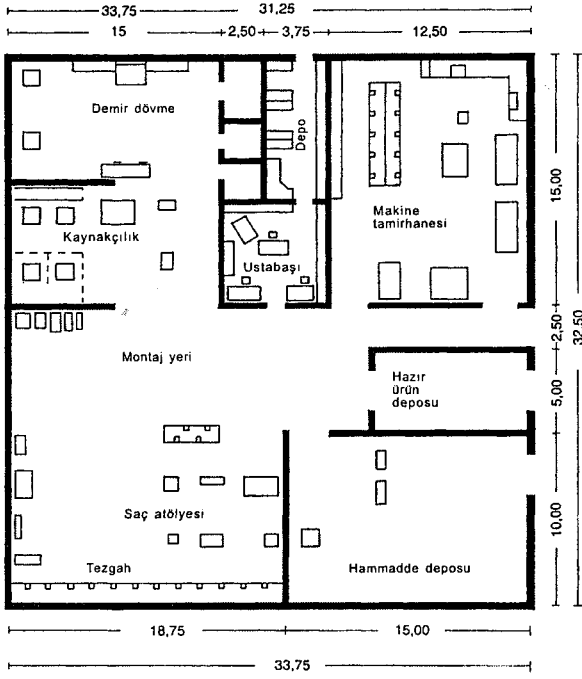 33,75
31,25
15
2,50
3,75
12,50
Demir dövme
Depo
Kaynakçılık
Ustabaşı
Makine
tamirhanesi
15,00
2,50
32,50
Montaj yeri
Hazır
ürün
deposu
5,00
Saç atölyesi
10,00
Tezgah
Hammadde deposu
18,75
15,00
33,75